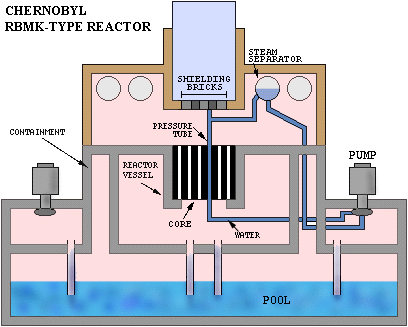 CHERNOBYL
RBMK-TYPE REACTOR
STEAM
SEPARATOR
SHIELDING
BRICKS
PRESSURE
TUBE
CONTAINMENT
REACTOR
VESSEL
PUMP
CORE
WATER
POOL